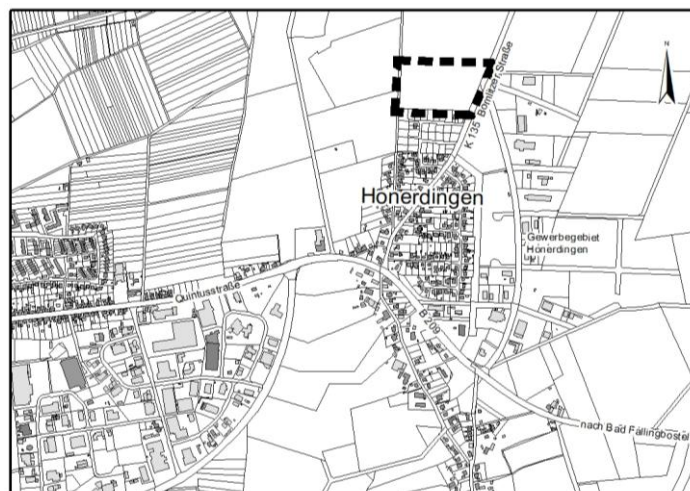 N
K 135 Bomlitzer Straße
Honerdingen
Gewerbegebiet
Honerdingen
Quintusstraße
B 209
nach Bad Fallingbostel